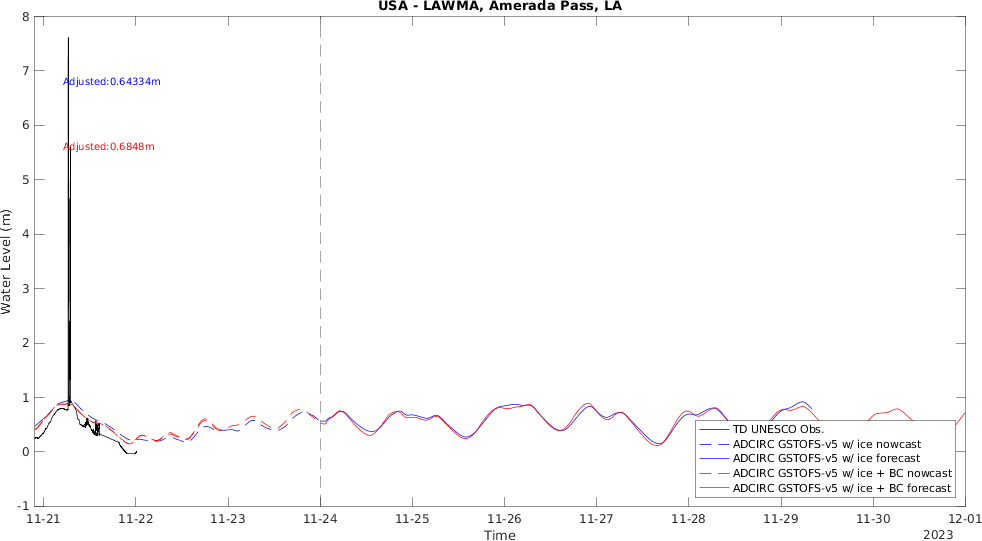 USA - LAWMA, Amerada Pass, LA
8
7
6
5
4
3
2
1
0
-1
Water Level (m)
Adjusted:0.64334m
Adjusted:0.6848m
TD UNESCO Obs.
ADCIRC GSTOFS-v5 w/ ice nowcast
ADCIRC GSTOFS-v5 w/ ice forecast
ADCIRC GSTOFS-v5 w/ ice + BC nowcast
ADCIRC GSTOFS-v5 w/ ice + BC forecast
11-21 11-22 11-23 11-24 11-25 11-26 11-27 11-28 11-29 11-30 12-01
Time
2023